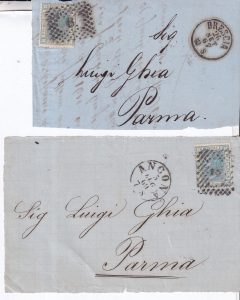 BRESCIA
Sig
Luigi Ghia
Parma
ANCONA
Sig Luigi Ghia
Parma